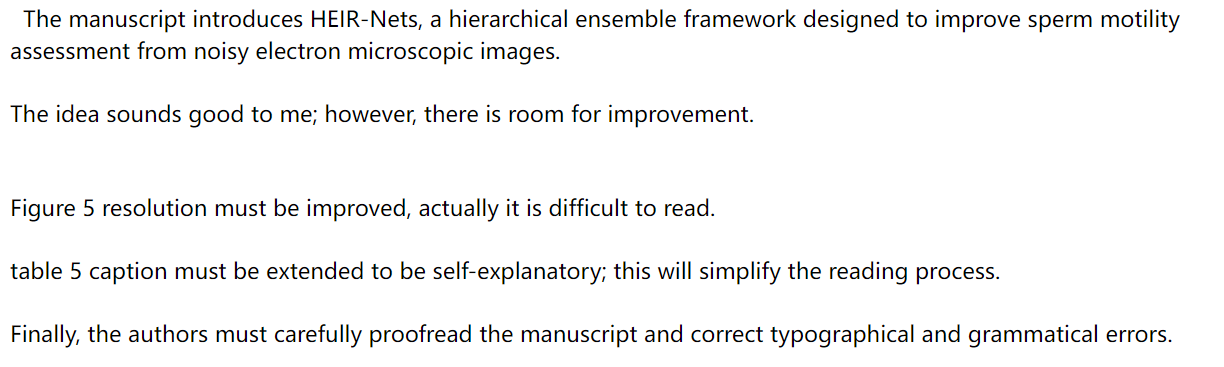 The manuscript introduces HEIR-Nets, a hierarchical ensemble framework designed to improve sperm motility
assessment from noisy electron microscopic images.
The idea sounds good to me; however, there is room for improvement.
Figure 5 resolution must be improved, actually it is difficult to read.
table 5 caption must be extended to be self-explanatory; this will simplify the reading process.
Finally, the authors must carefully proofread the manuscript and correct typographical and grammatical errors.